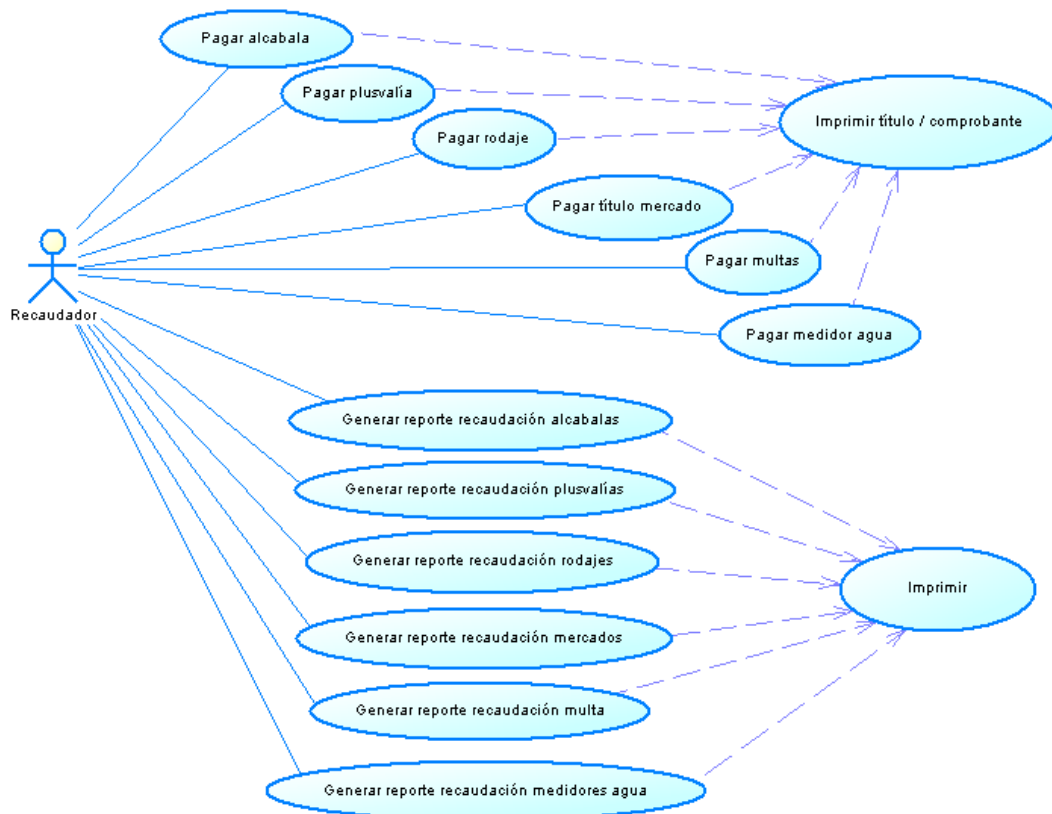 Pagar alcabala
Pagar plusvalía
Imprimir título / comprobante
Pagar rodaje
Pagar título mercado
Pagar multas
Recaudador
Pagar medidor agua
Generar reporte recaudación alcabalas
Generar reporte recaudación plusvalías
Generar reporte recaudación rodajes
Imprimir
Generar reporte recaudación mercados
Generar reporte recaudación multa
Generar reporte recaudación medidores agua